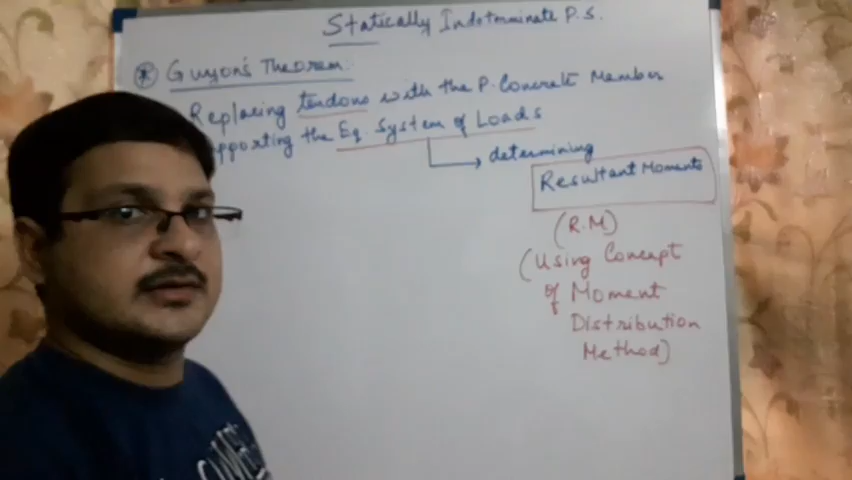 Statically Indeterminate P.S.
* Guyon's Theorem:
Replacing tendons with the P. Concrete Member
pporting the Eq. System of Loads
determining
Resultant Moments
(R.M.)
(Using Concept
of Moment
Distribution
Method)